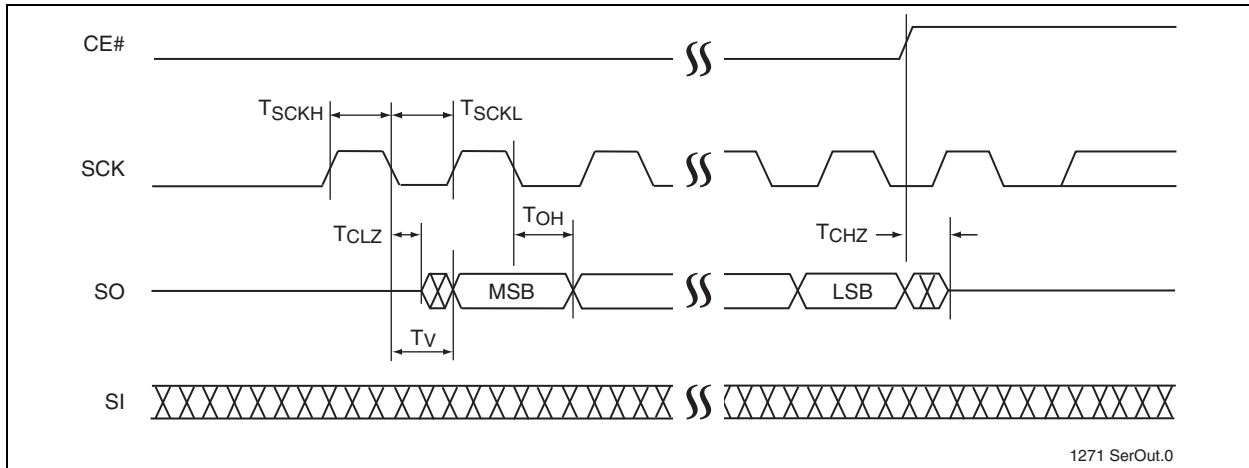 CE#
TSCKH
TSCKL
SCK
TOH
TCLZ
TCHZ
SO
MSB
LSB
TV
SI
1271 SerOut.0